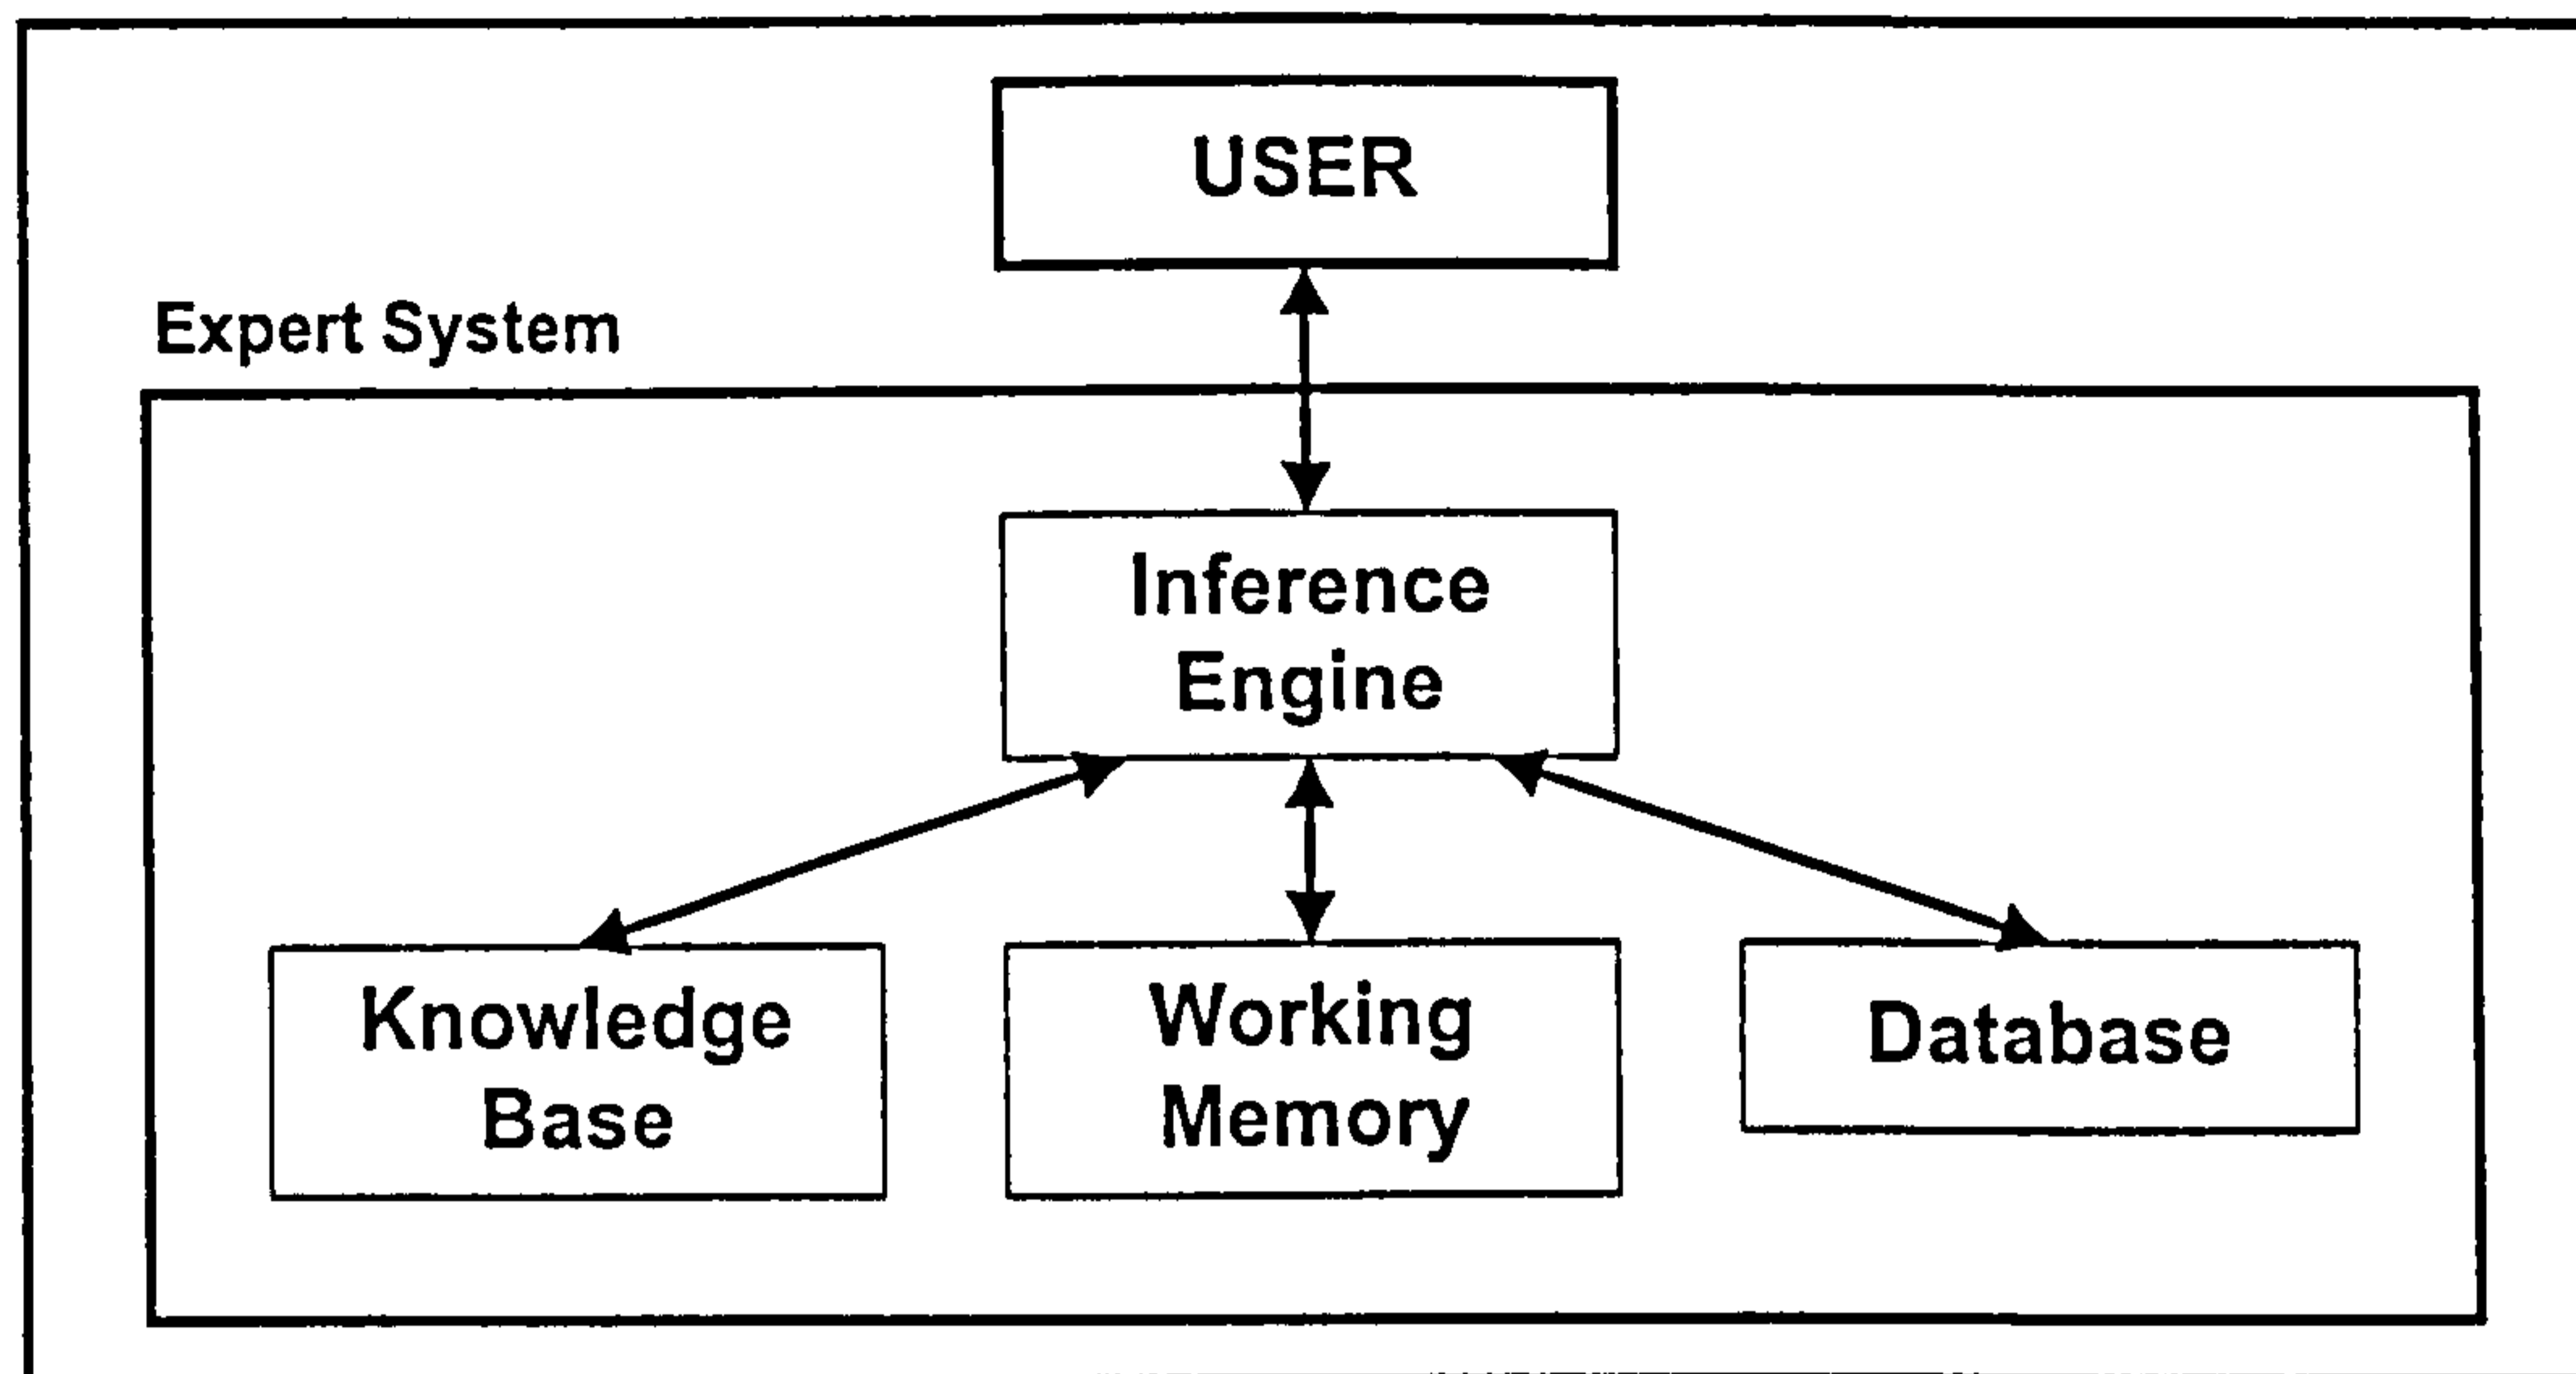 USER
Expert System
Inference
Engine
Knowledge
Base
Working
Memory
Database